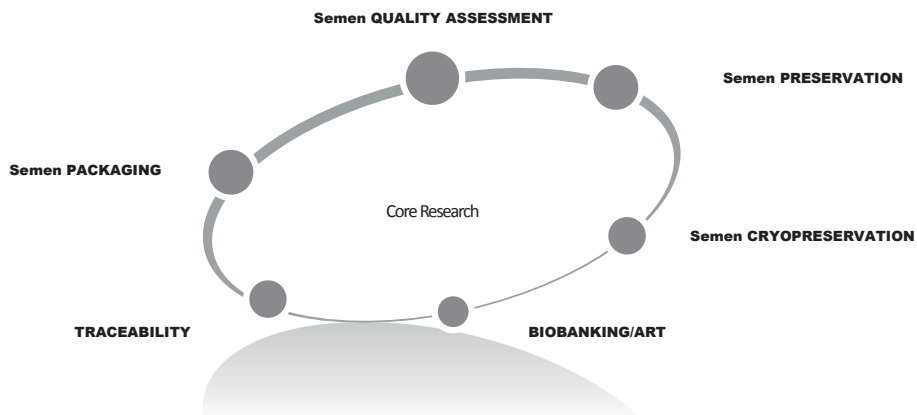 Semen QUALITY ASSESSMENT
Semen PRESERVATION
Semen PACKAGING
Core Research
Semen CRYOPRESERVATION
TRACEABILITY
BIOBANKING/ART